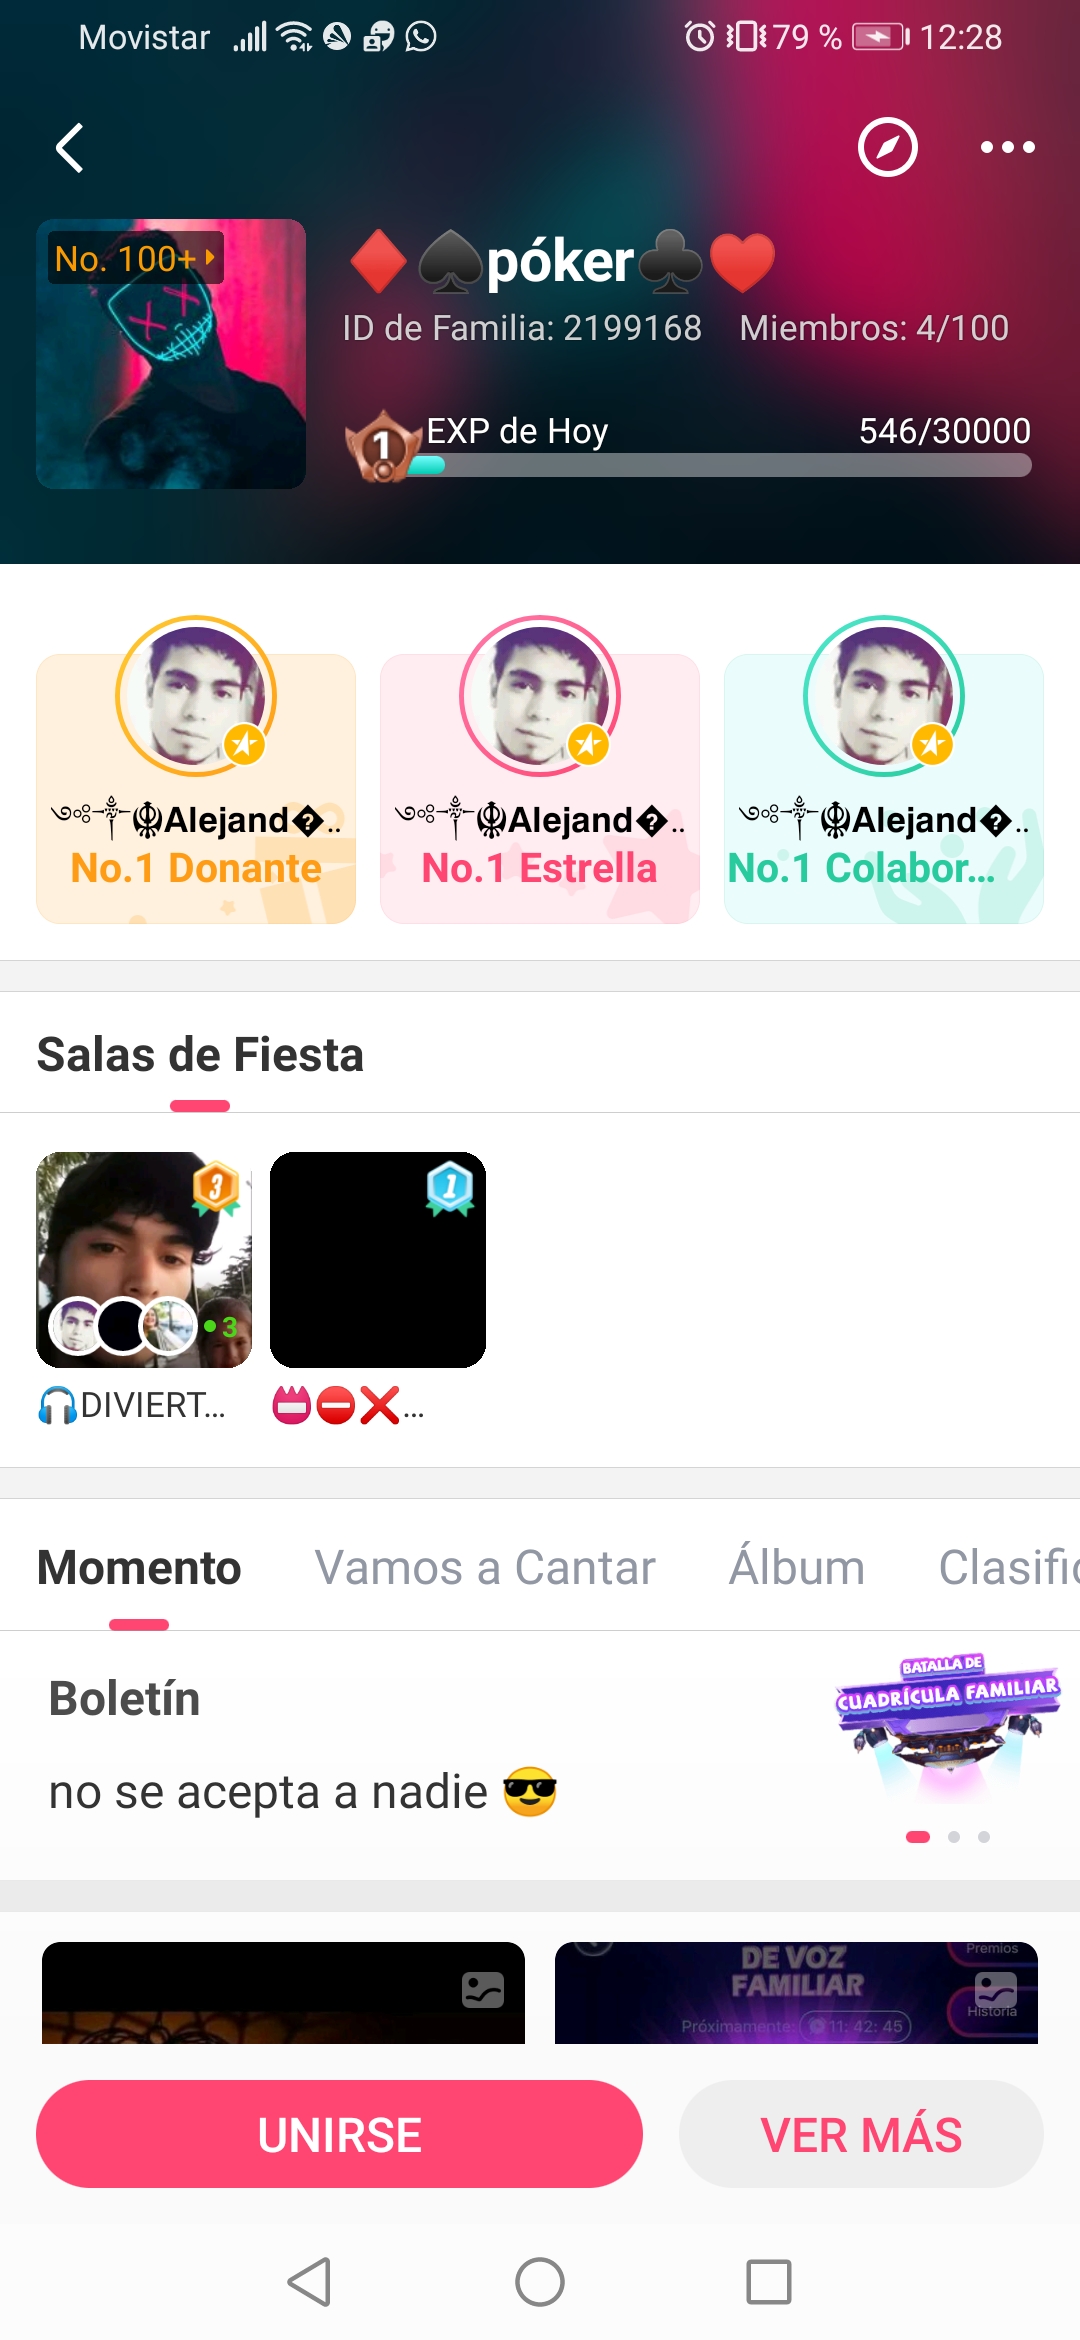 Movistar 79 % 12:28
No. 100+
♦️♠️póker♣️♥️
ID de Familia: 2199168 Miembros: 4/100
1 EXP de Hoy 546/30000
Alejand�.. Alejand�.. Alejand�..
No.1 Donante No.1 Estrella No.1 Colabor...
Salas de Fiesta
3 1
3
🎧DIVIERT... 📛⛔❌...
Momento Vamos a Cantar Álbum Clasific
BATALLA DE
CUADRÍCULA FAMILIAR
Boletín
no se acepta a nadie 😎
DE VOZ
FAMILIAR
Premios
Historia
Próximamente: 11: 42: 45
UNIRSE VER MÁS